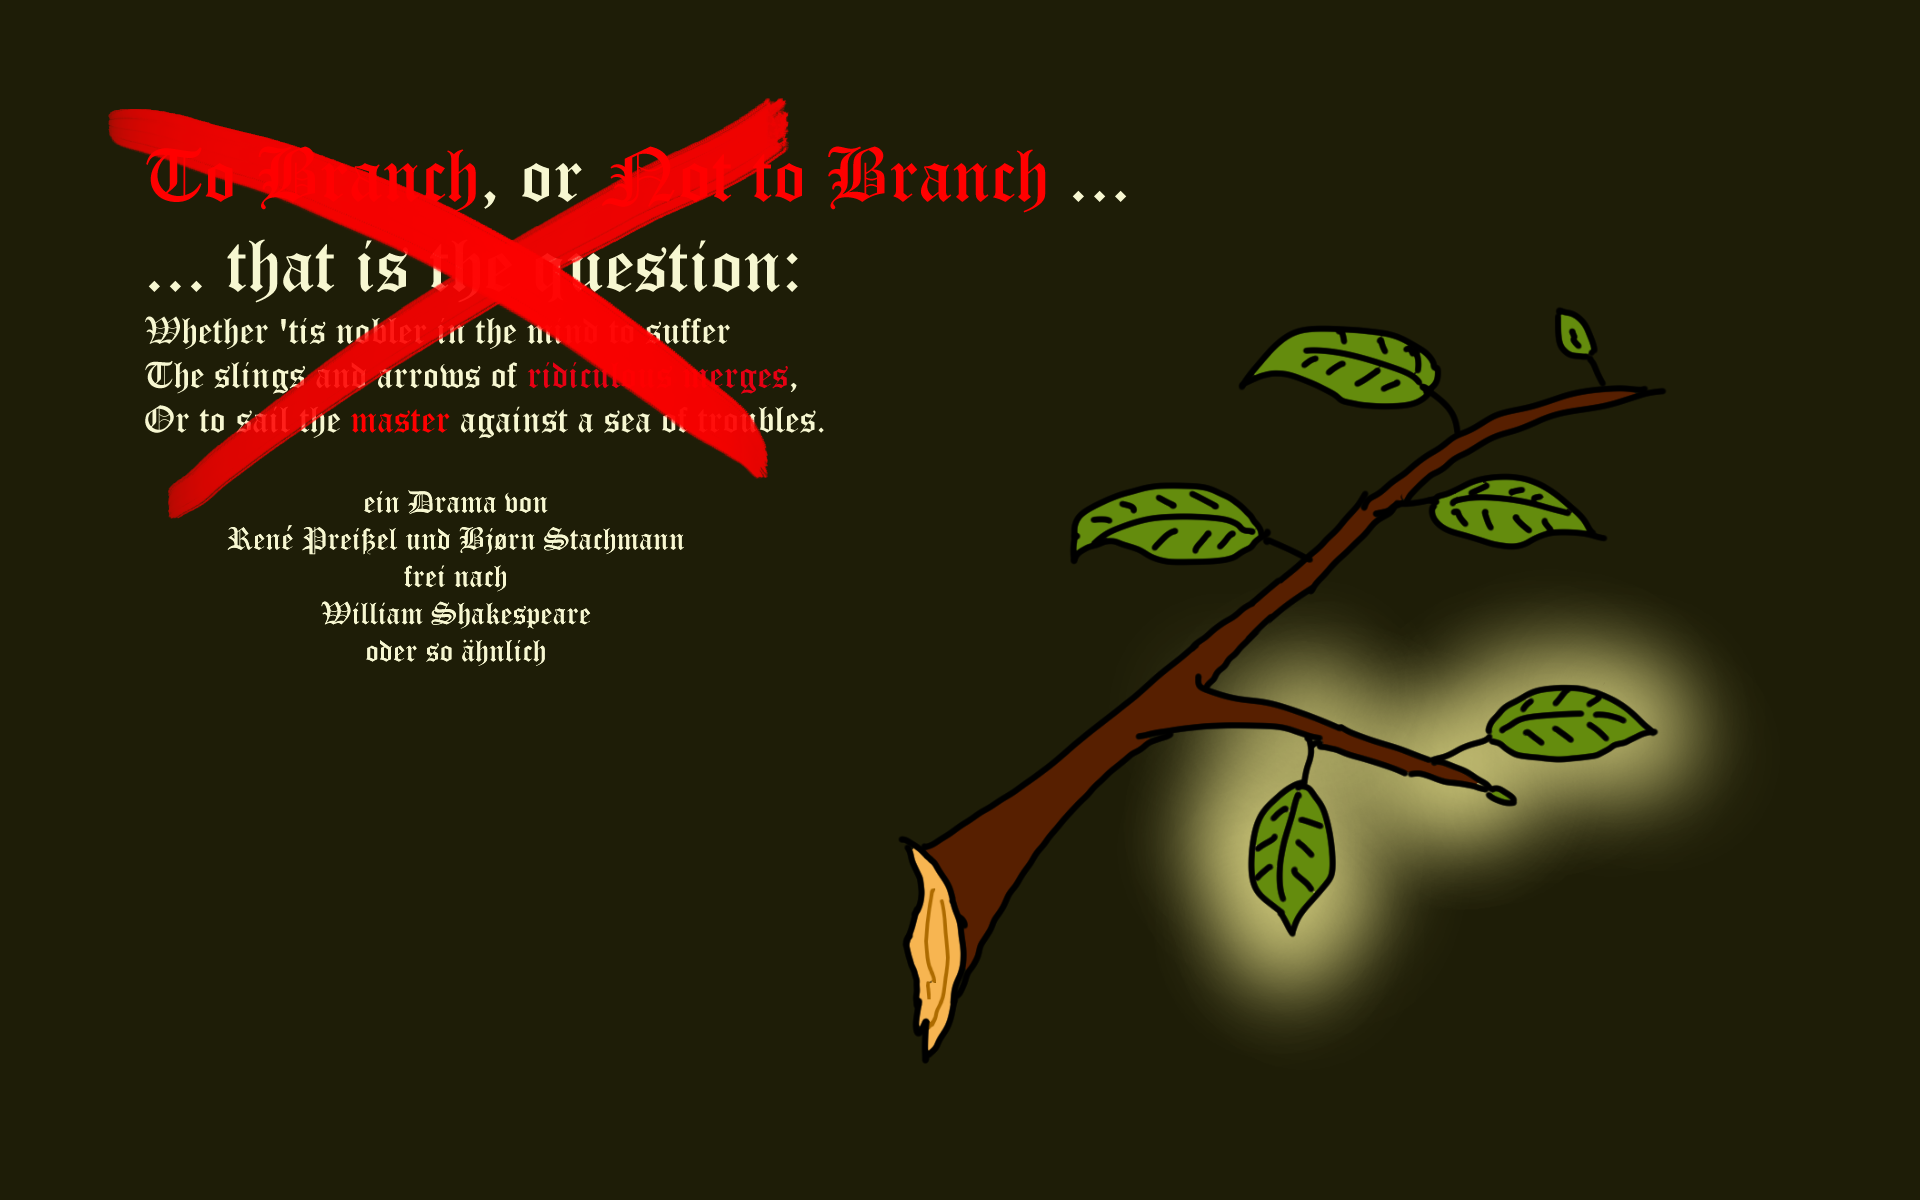 To Branch, or Not to Branch ...
... that is the question:
Whether 'tis nobler in the mind to suffer
The slings and arrows of ridiculous merges,
Or to sail the master against a sea of troubles.
ein Drama von
René Preißel und Bjørn Stachmann
frei nach
William Shakespeare
oder so ähnlich